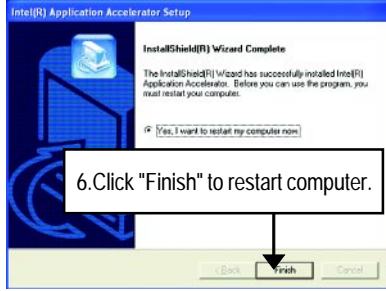 Intel(R) Application Accelerator Setup
InstallShield(R) Wizard Complete
The InstallShield(R) Wizard has successfully installed Intel(R)
Application Accelerator. Before you can use the program, you
must restart your computer.
Yes, I want to restart my computer now.
6.Click "Finish" to restart computer.
< Back
Finish
Cancel